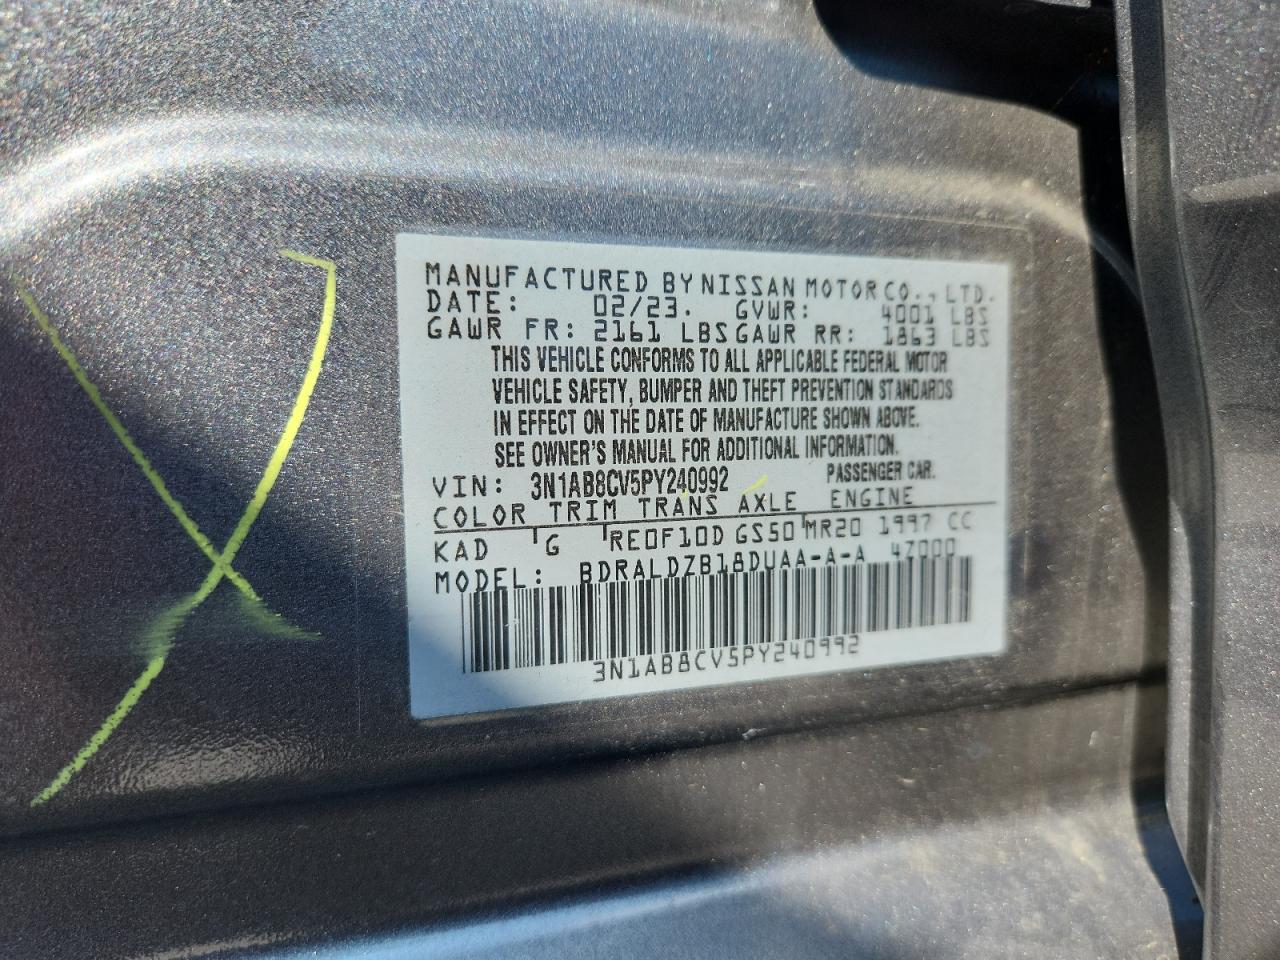 MANUFACTURED BY NISSAN MOTOR CO., LTD.
DATE: 02/23. GVWR: 4001 LBS
GAWR FR: 2161 LBS GAWR RR: 1863 LBS
THIS VEHICLE CONFORMS TO ALL APPLICABLE FEDERAL MOTOR
VEHICLE SAFETY, BUMPER AND THEFT PREVENTION STANDARDS
IN EFFECT ON THE DATE OF MANUFACTURE SHOWN ABOVE.
SEE OWNER'S MANUAL FOR ADDITIONAL INFORMATION.
VIN: 3N1AB8CV5PY240992 PASSENGER CAR.
COLOR TRIM TRANS AXLE ENGINE
KAD G RE0F10D GS50 MR20 1997 CC
MODEL: BDRALDZB18DUAA-A-A 4Z000
3N1AB8CV5PY240992